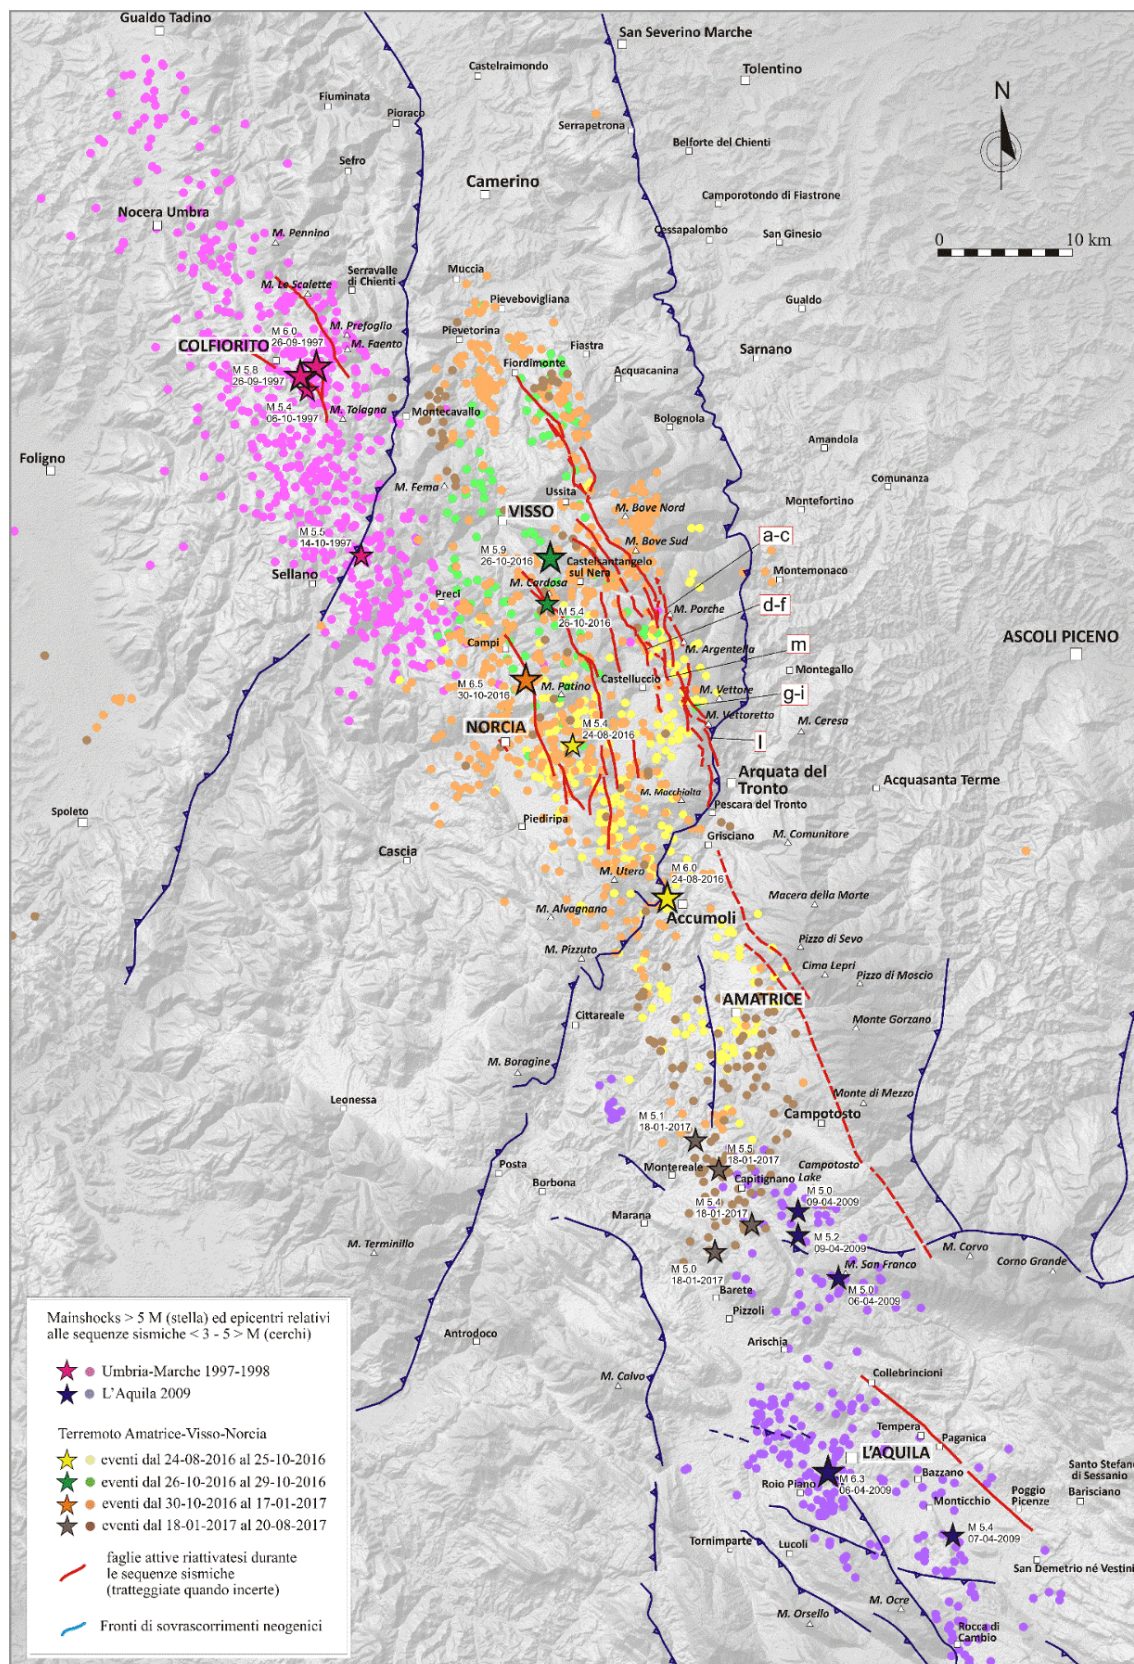 Gualdo Tadino
San Severino Marche
Castelraimondo
Tolentino
Fiuminata
Pioraco
Serrapetrona
N
Belforte del Chienti
Sefro
Camerino
Camporotondo di Fiastrone
Nocera Umbra
M. Pennino
Cessapalombo
San Ginesio
0
10 km
Muccia
Serravalle
di Chienti
M. Le Scalette
Pievebovigliana
Gualdo
M. Prefoglio
M 6.0
26-09-1997
Pievetorina
COLFIORITO
M. Faento
Fiastra
Sarnano
Fiordimonte
M 5.8
26-09-1997
Acquacanina
M 5.4
06-10-1997
M. Tolagna
Montecavallo
Bolognola
Amandola
Foligno
M. Fema
Comunanza
Ussita
Montefortino
VISSO
M. Bove Nord
M 5.5
14-10-1997
a-c
M. Bove Sud
M 5.9
26-10-2016
Castelsantangelo
sul Nera
Montemonaco
Sellano
M. Cardosa
Preci
d-f
M 5.4
26-10-2016
M. Porche
ASCOLI PICENO
Campi
m
M. Argentella
Montegallo
M 6.5
30-10-2016
M. Patino
Castelluccio
M. Vettore
g-i
NORCIA
M 5.4
24-08-2016
M. Vettoretto
M. Ceresa
l
Arquata del
Tronto
Acquasanta Terme
M. Macchialta
Pescara del Tronto
Spoleto
Piediripa
Grisciano
M. Comunitore
Cascia
M. Utero
M 6.0
24-08-2016
Macera della Morte
M. Alvagnano
Accumoli
Pizzo di Sevo
M. Pizzuto
Cima Lepri
Pizzo di Moscio
AMATRICE
Cittareale
Monte Gorzano
M. Boragine
Monte di Mezzo
Leonessa
M 5.1
18-01-2017
Campotosto
M 5.5
18-01-2017
Posta
Montereale
Campotosto
Lake
Borbona
Capitignano
M 5.0
09-04-2009
M 5.4
18-01-2017
Marana
M 5.2
09-04-2009
M. Terminillo
M. Corvo
Corno Grande
M. San Franco
M 5.0
18-01-2017
M 5.0
06-04-2009
Barete
Pizzoli
Antrodoco
Arischia
M. Calvo
Collebrincioni
Tempera
Paganica
L'AQUILA
Santo Stefano
di Sessanio
Bazzano
Roio Piano
M 6.3
06-04-2009
Poggio
Picenze
Barisciano
Monticchio
M 5.4
07-04-2009
Tornimparte
Lucoli
San Demetrio né Vestini
M. Ocre
M. Orsello
Rocca di
Cambio
Mainshocks > 5 M (stella) ed epicentri relativi
alle sequenze sismiche < 3 - 5 > M (cerchi)
Umbria-Marche 1997-1998
L'Aquila 2009
Terremoto Amatrice-Visso-Norcia
eventi dal 24-08-2016 al 25-10-2016
eventi dal 26-10-2016 al 29-10-2016
eventi dal 30-10-2016 al 17-01-2017
eventi dal 18-01-2017 al 20-08-2017
faglie attive riattivatesi durante
le sequenze sismiche
(tratteggiate quando incerte)
Fronti di sovrascorrimenti neogenici